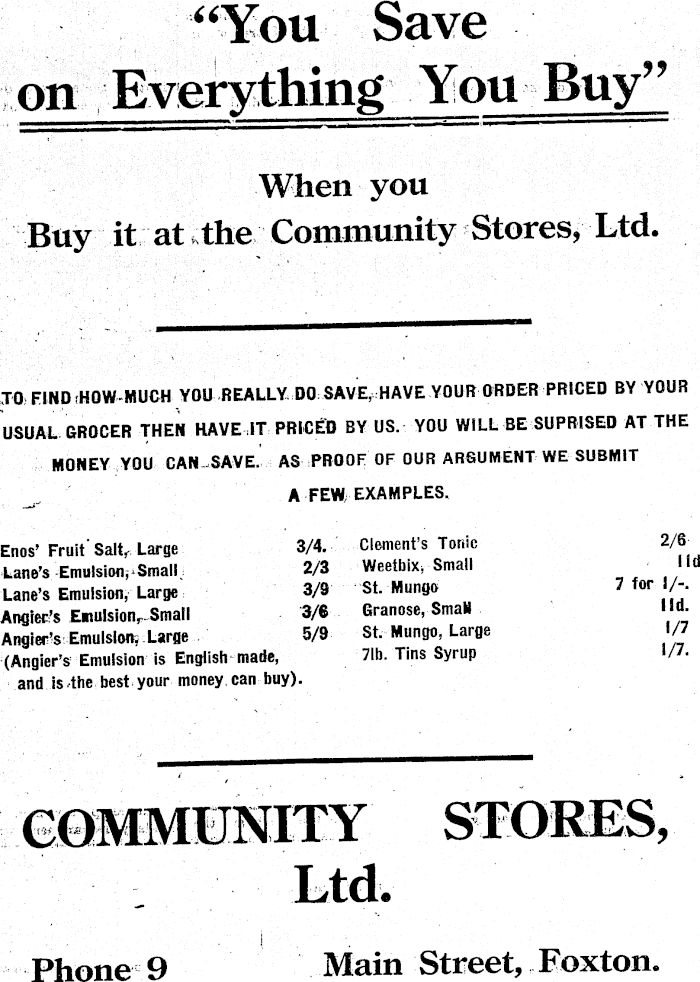 “You Save
on Everything You Buy”
When you
Buy it at the Community Stores, Ltd.
TO FIND HOW MUCH YOU REALLY DO SAVE, HAVE YOUR ORDER PRICED BY YOUR
USUAL GROCER THEN HAVE IT PRICED BY US. YOU WILL BE SUPRISED AT THE
MONEY YOU CAN SAVE. AS PROOF OF OUR ARGUMENT WE SUBMIT
A FEW EXAMPLES.
Enos' Fruit Salt, Large 3/4.
Lane's Emulsion, Small 2/3
Lane's Emulsion, Large 3/9
Angier's Emulsion, Small 3/6
Angier's Emulsion, Large 5/9
(Angier's Emulsion is English made,
and is the best your money can buy).
Clement's Tonic 2/6
Weetbix, Small 11d
St. Mungo 7 for 1/-.
Granose, Small 11d.
St. Mungo, Large 1/7
7lb. Tins Syrup 1/7.
COMMUNITY STORES,
Ltd.
Phone 9 Main Street, Foxton.